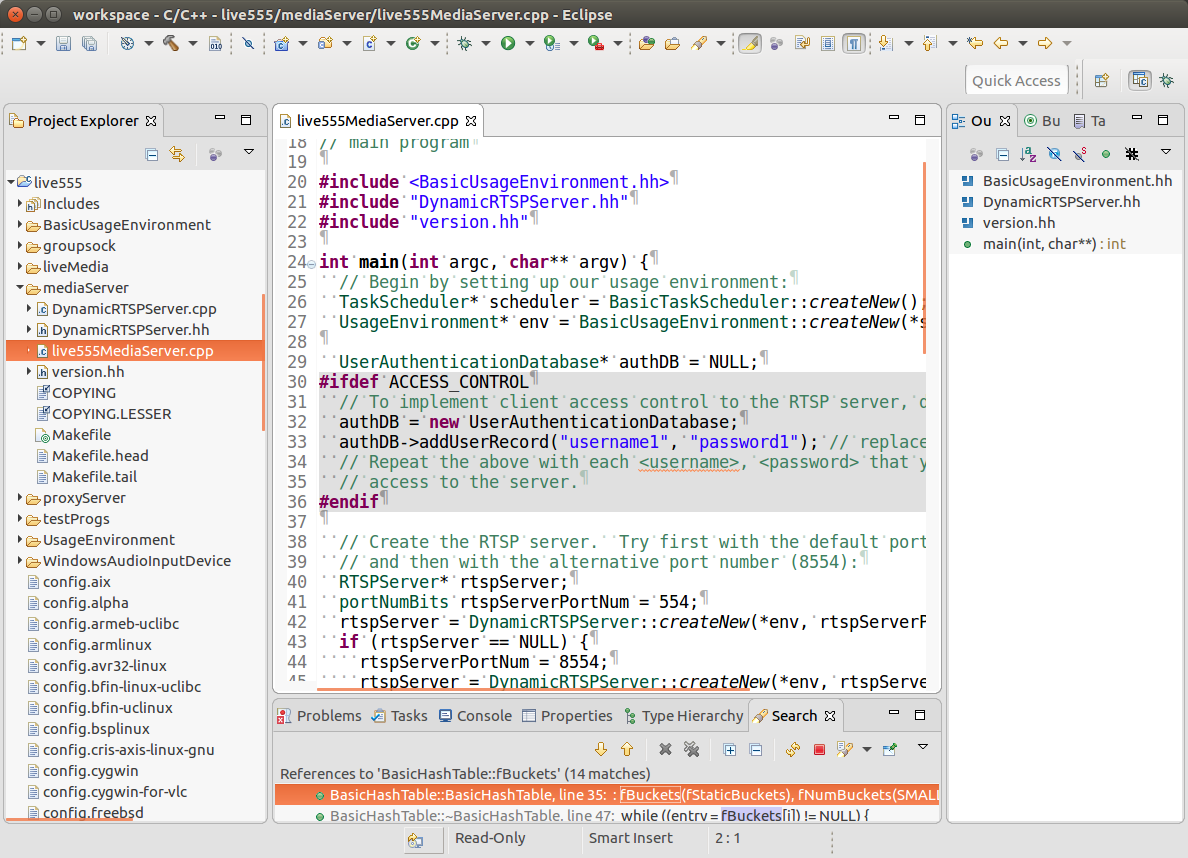 workspace - C/C++ - live555/mediaServer/live555MediaServer.cpp - Eclipse
Quick Access
Project Explorer
live555
Includes
BasicUsageEnvironment
groupsock
liveMedia
mediaServer
DynamicRTSPServer.cpp
DynamicRTSPServer.hh
live555MediaServer.cpp
version.hh
COPYING
COPYING.LESSER
Makefile
Makefile.head
Makefile.tail
proxyServer
testProgs
UsageEnvironment
WindowsAudioInputDevice
config.aix
config.alpha
config.armeb-uclibc
config.armlinux
config.avr32-linux
config.bfin-linux-uclibc
config.bfin-uclinux
config.bsplinux
config.cris-axis-linux-gnu
config.cygwin
config.cygwin-for-vlc
config.freebsd
live555MediaServer.cpp
18 // main program
19
20 #include <BasicUsageEnvironment.hh>
21 #include "DynamicRTSPServer.hh"
22 #include "version.hh"
23
24 int main(int argc, char** argv) {
25 // Begin by setting up our usage environment:
26 TaskScheduler* scheduler = BasicTaskScheduler::createNew();
27 UsageEnvironment* env = BasicUsageEnvironment::createNew(*s
28
29 UserAuthenticationDatabase* authDB = NULL;
30 #ifdef ACCESS_CONTROL
31 // To implement client access control to the RTSP server,
32 authDB = new UserAuthenticationDatabase;
33 authDB->addUserRecord("username1", "password1"); // replace
34 // Repeat the above with each <username>, <password> that y
35 // access to the server.
36 #endif
37
38 // Create the RTSP server. Try first with the default port
39 // and then with the alternative port number (8554):
40 RTSPServer* rtspServer;
41 portNumBits rtspServerPortNum = 554;
42 rtspServer = DynamicRTSPServer::createNew(*env, rtspServerP
43 if (rtspServer == NULL) {
44 rtspServerPortNum = 8554;
45 rtspServer = DynamicRTSPServer::createNew(*env, rtspServe
Ou
Bu
Ta
BasicUsageEnvironment.hh
DynamicRTSPServer.hh
version.hh
main(int, char**) : int
Problems
Tasks
Console
Properties
Type Hierarchy
Search
References to 'BasicHashTable::fBuckets' (14 matches)
BasicHashTable::BasicHashTable, line 35: : fBuckets(fStaticBuckets), fNumBuckets(SMALL
BasicHashTable::~BasicHashTable, line 47: while ((entry = fBuckets[i]) != NULL) {
Read-Only
Smart Insert
2 : 1